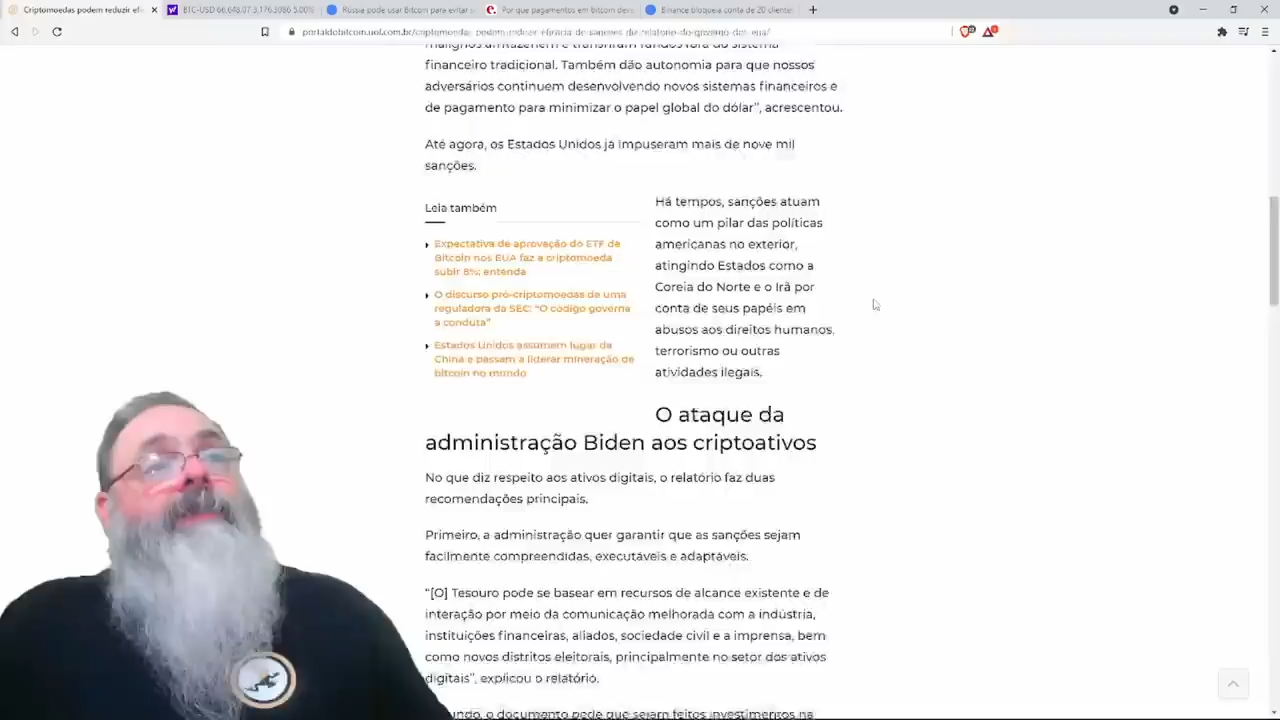 Criptomoedas podem reduzir efi
BTC-USD 66,648.07 3,176.3086 5.00%
Rússia pode usar Bitcoin para evitar s
Por que pagamentos em bitcoin deve
Binance bloqueia conta de 20 cliente
portaldobitcoin.uol.com.br/criptomoedas-podem-reduzir-eficacia-de-sancoes-diz-relatorio-do-governo-dos-eua/
financeiro tradicional. Também dão autonomia para que nossos
adversários continuem desenvolvendo novos sistemas financeiros e
de pagamento para minimizar o papel global do dólar”, acrescentou.
Até agora, os Estados Unidos já impuseram mais de nove mil
sanções.
Leia também
Expectativa de aprovação do ETF de
Bitcoin nos EUA faz a criptomoeda
subir 8%; entenda
O discurso pró-criptomoedas de uma
reguladora da SEC: “O código governa
a conduta”
Estados Unidos assumem lugar da
China e passam a liderar mineração de
bitcoin no mundo
Há tempos, sanções atuam
como um pilar das políticas
americanas no exterior,
atingindo Estados como a
Coreia do Norte e o Irã por
conta de seus papéis em
abusos aos direitos humanos,
terrorismo ou outras
atividades ilegais.
O ataque da
administração Biden aos criptoativos
No que diz respeito aos ativos digitais, o relatório faz duas
recomendações principais.
Primeiro, a administração quer garantir que as sanções sejam
facilmente compreendidas, executáveis e adaptáveis.
“[O] Tesouro pode se basear em recursos de alcance existente e de
interação por meio da comunicação melhorada com a indústria,
instituições financeiras, aliados, sociedade civil e a imprensa, bem
como novos distritos eleitorais, principalmente no setor dos ativos
digitais”, explicou o relatório.
o documento pede que sejam feitos investimentos na